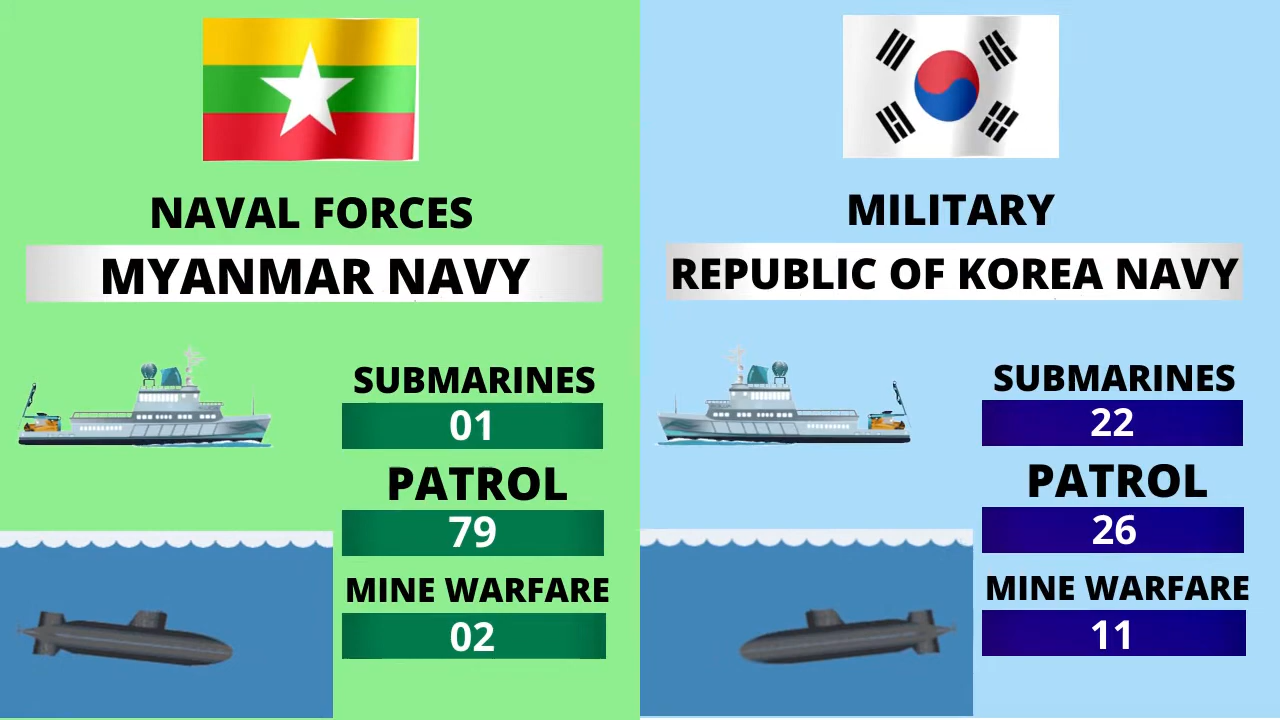 NAVAL FORCES
MYANMAR NAVY
SUBMARINES
01
PATROL
79
MINE WARFARE
02
MILITARY
REPUBLIC OF KOREA NAVY
SUBMARINES
22
PATROL
26
MINE WARFARE
11